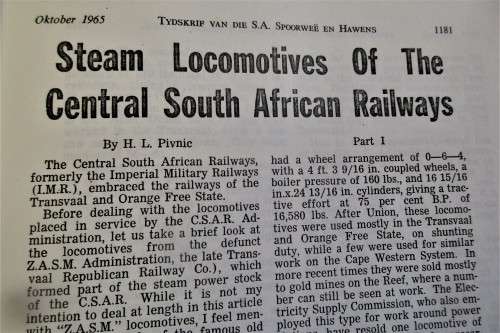 Oktober 1965 TYDSKRIF VAN DIE S.A. SPOORWEË EN HAWENS 1181
Steam Locomotives Of The
Central South African Railways
By H. L. Pivnic
The Central South African Railways,
formerly the Imperial Military Railways
(I.M.R.), embraced the railways of the
Transvaal and Orange Free State.
Before dealing with the locomotives
placed in service by the C.S.A.R. Ad-
ministration, let us take a brief look at
the locomotives from the defunct
Z.A.S.M. Administration, the late Trans-
vaal Republican Railway Co.), which
formed part of the steam power stock
of the C.S.A.R. While it is not my
intention to deal at length in this article
with "Z.A.S.M." locomotives, I feel men-
of the famous old
Part I
had a wheel arrangement of 0—6—4,
with a 4 ft. 3 9/16 in. coupled wheels, a
boiler pressure of 160 lbs., and 16 15/16
in.x.24 13/16 in. cylinders, giving a trac-
tive effort at 75 per cent B.P. of
16,580 lbs. After Union, these locomo-
tives were used mostly in the Transvaal
and Orange Free State, on shunting
duty, while a few were used for similar
work on the Cape Western System. In
more recent times they were sold mostly
to gold mines on the Reef, where a num-
ber can still be seen at work. The Elec-
tricity Supply Commission, who also em-
ployed this type for work around power
resold one locomotive of